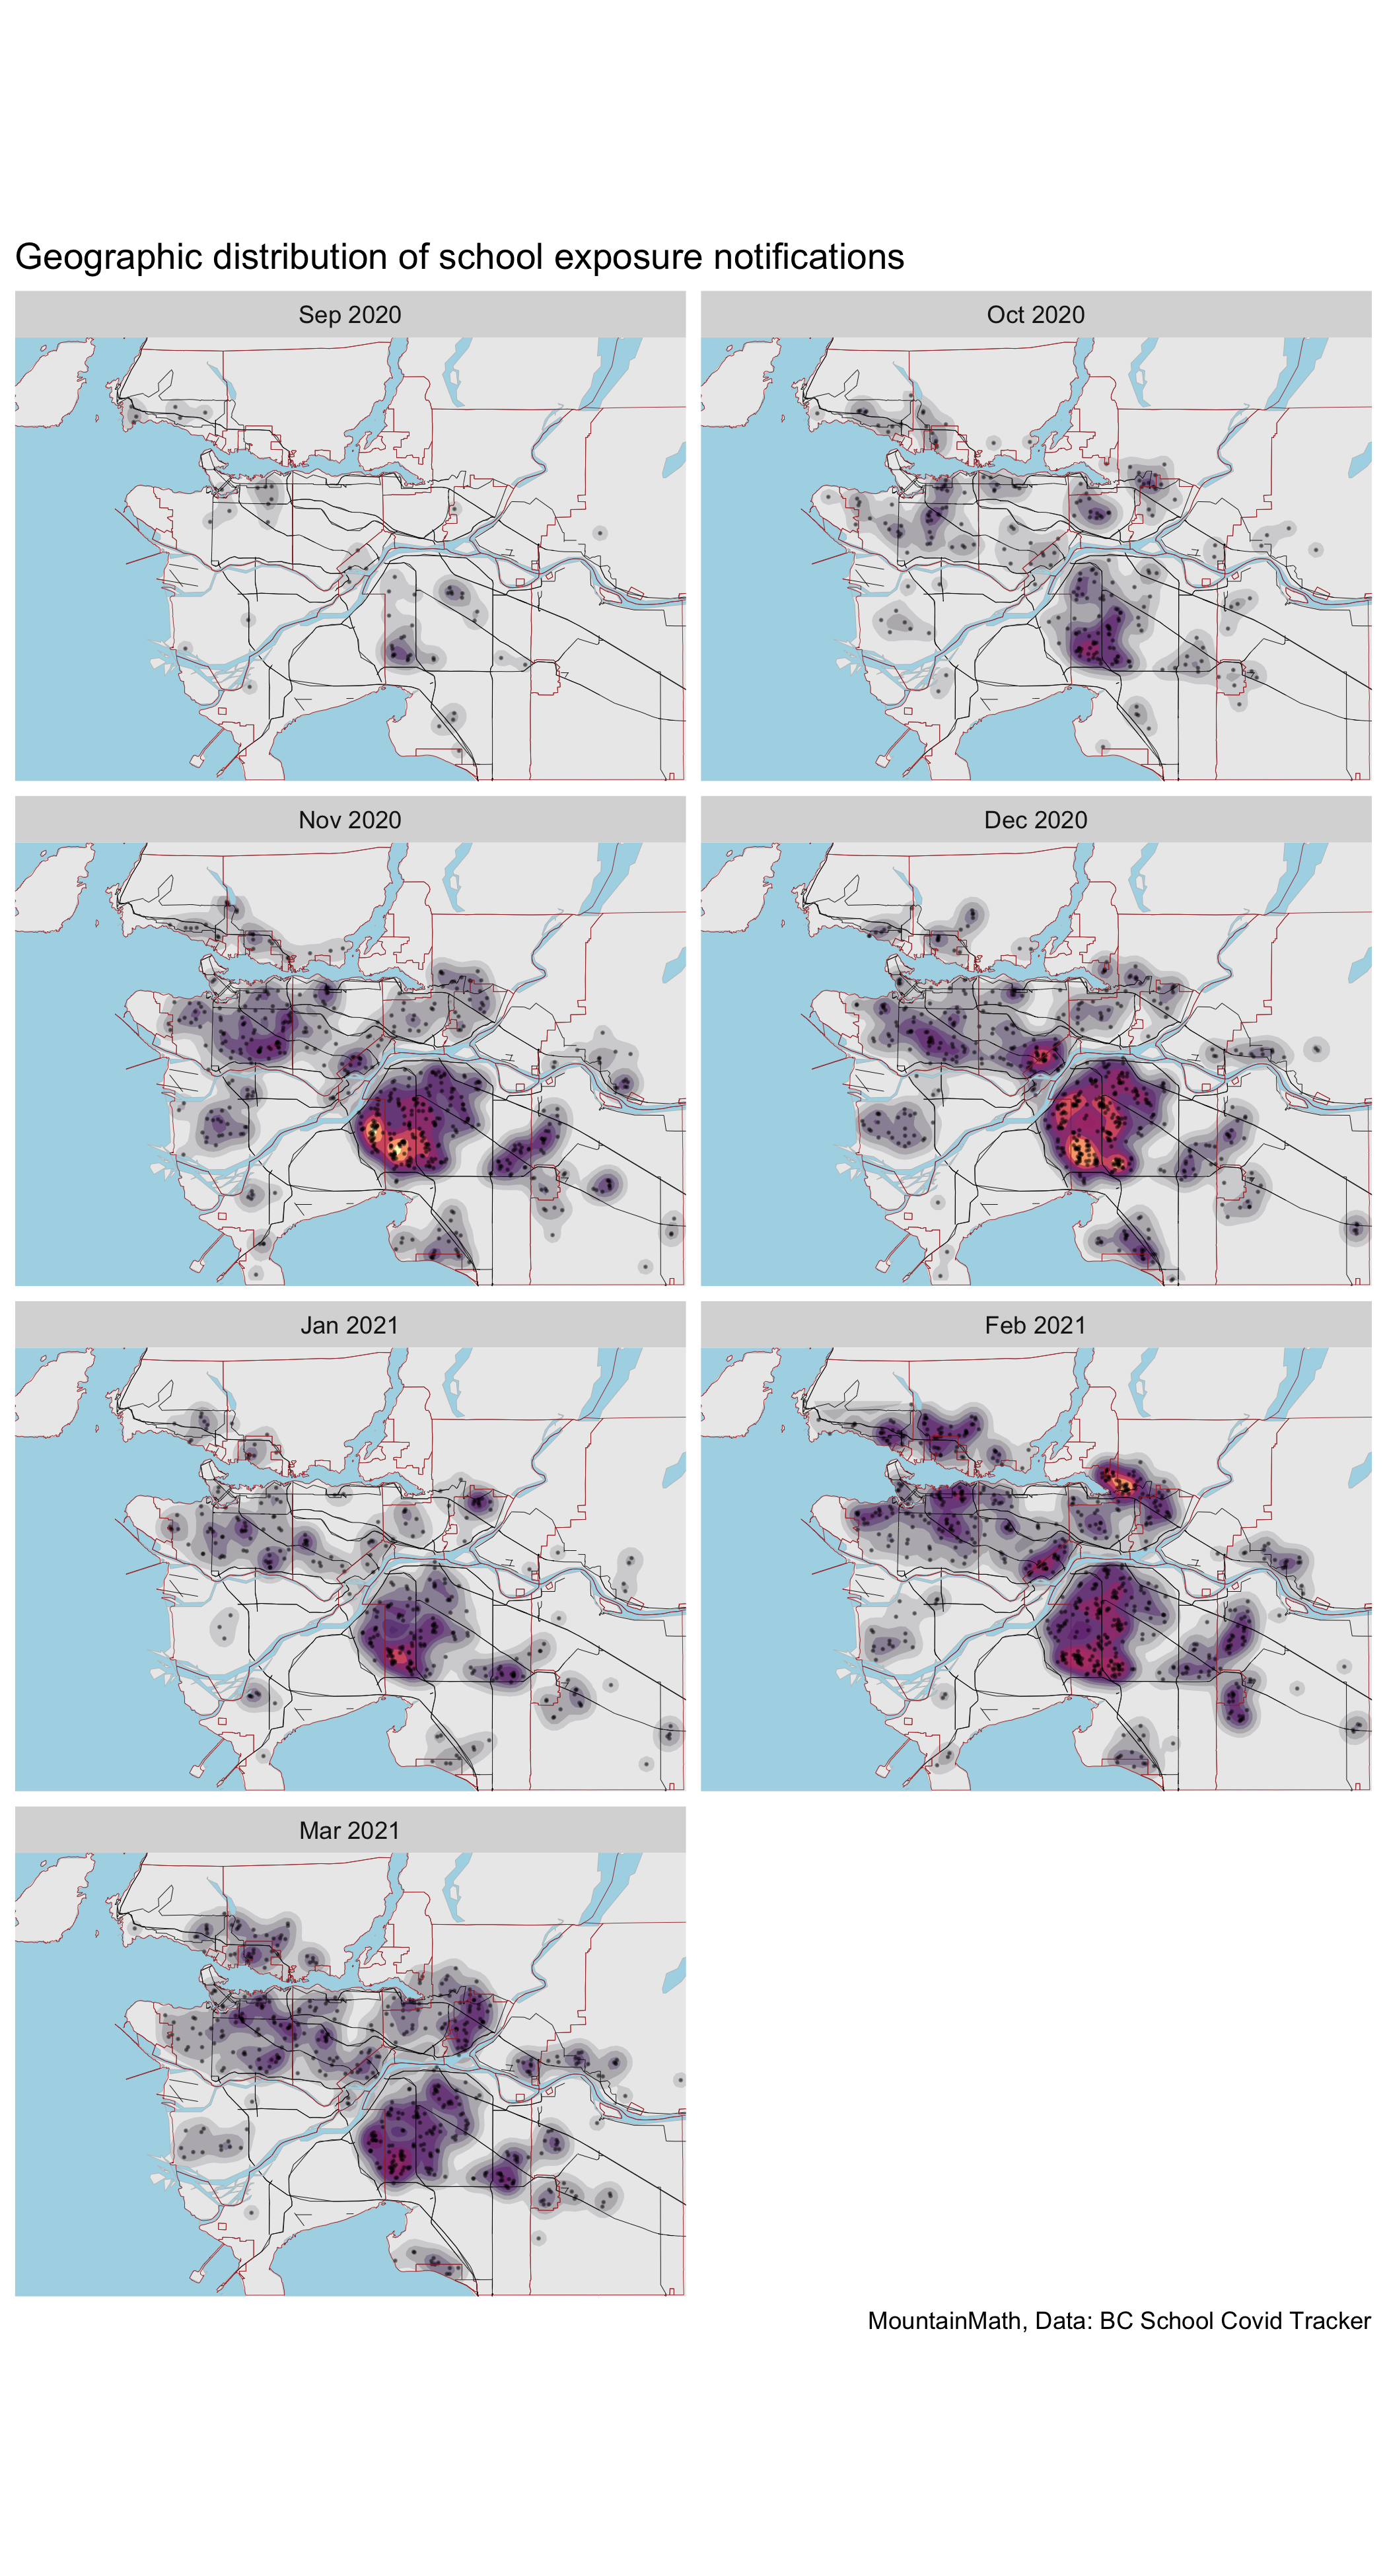 Geographic distribution of school exposure notifications
Sep 2020
Oct 2020
Nov 2020
Dec 2020
Jan 2021
Feb 2021
Mar 2021
MountainMath, Data: BC School Covid Tracker